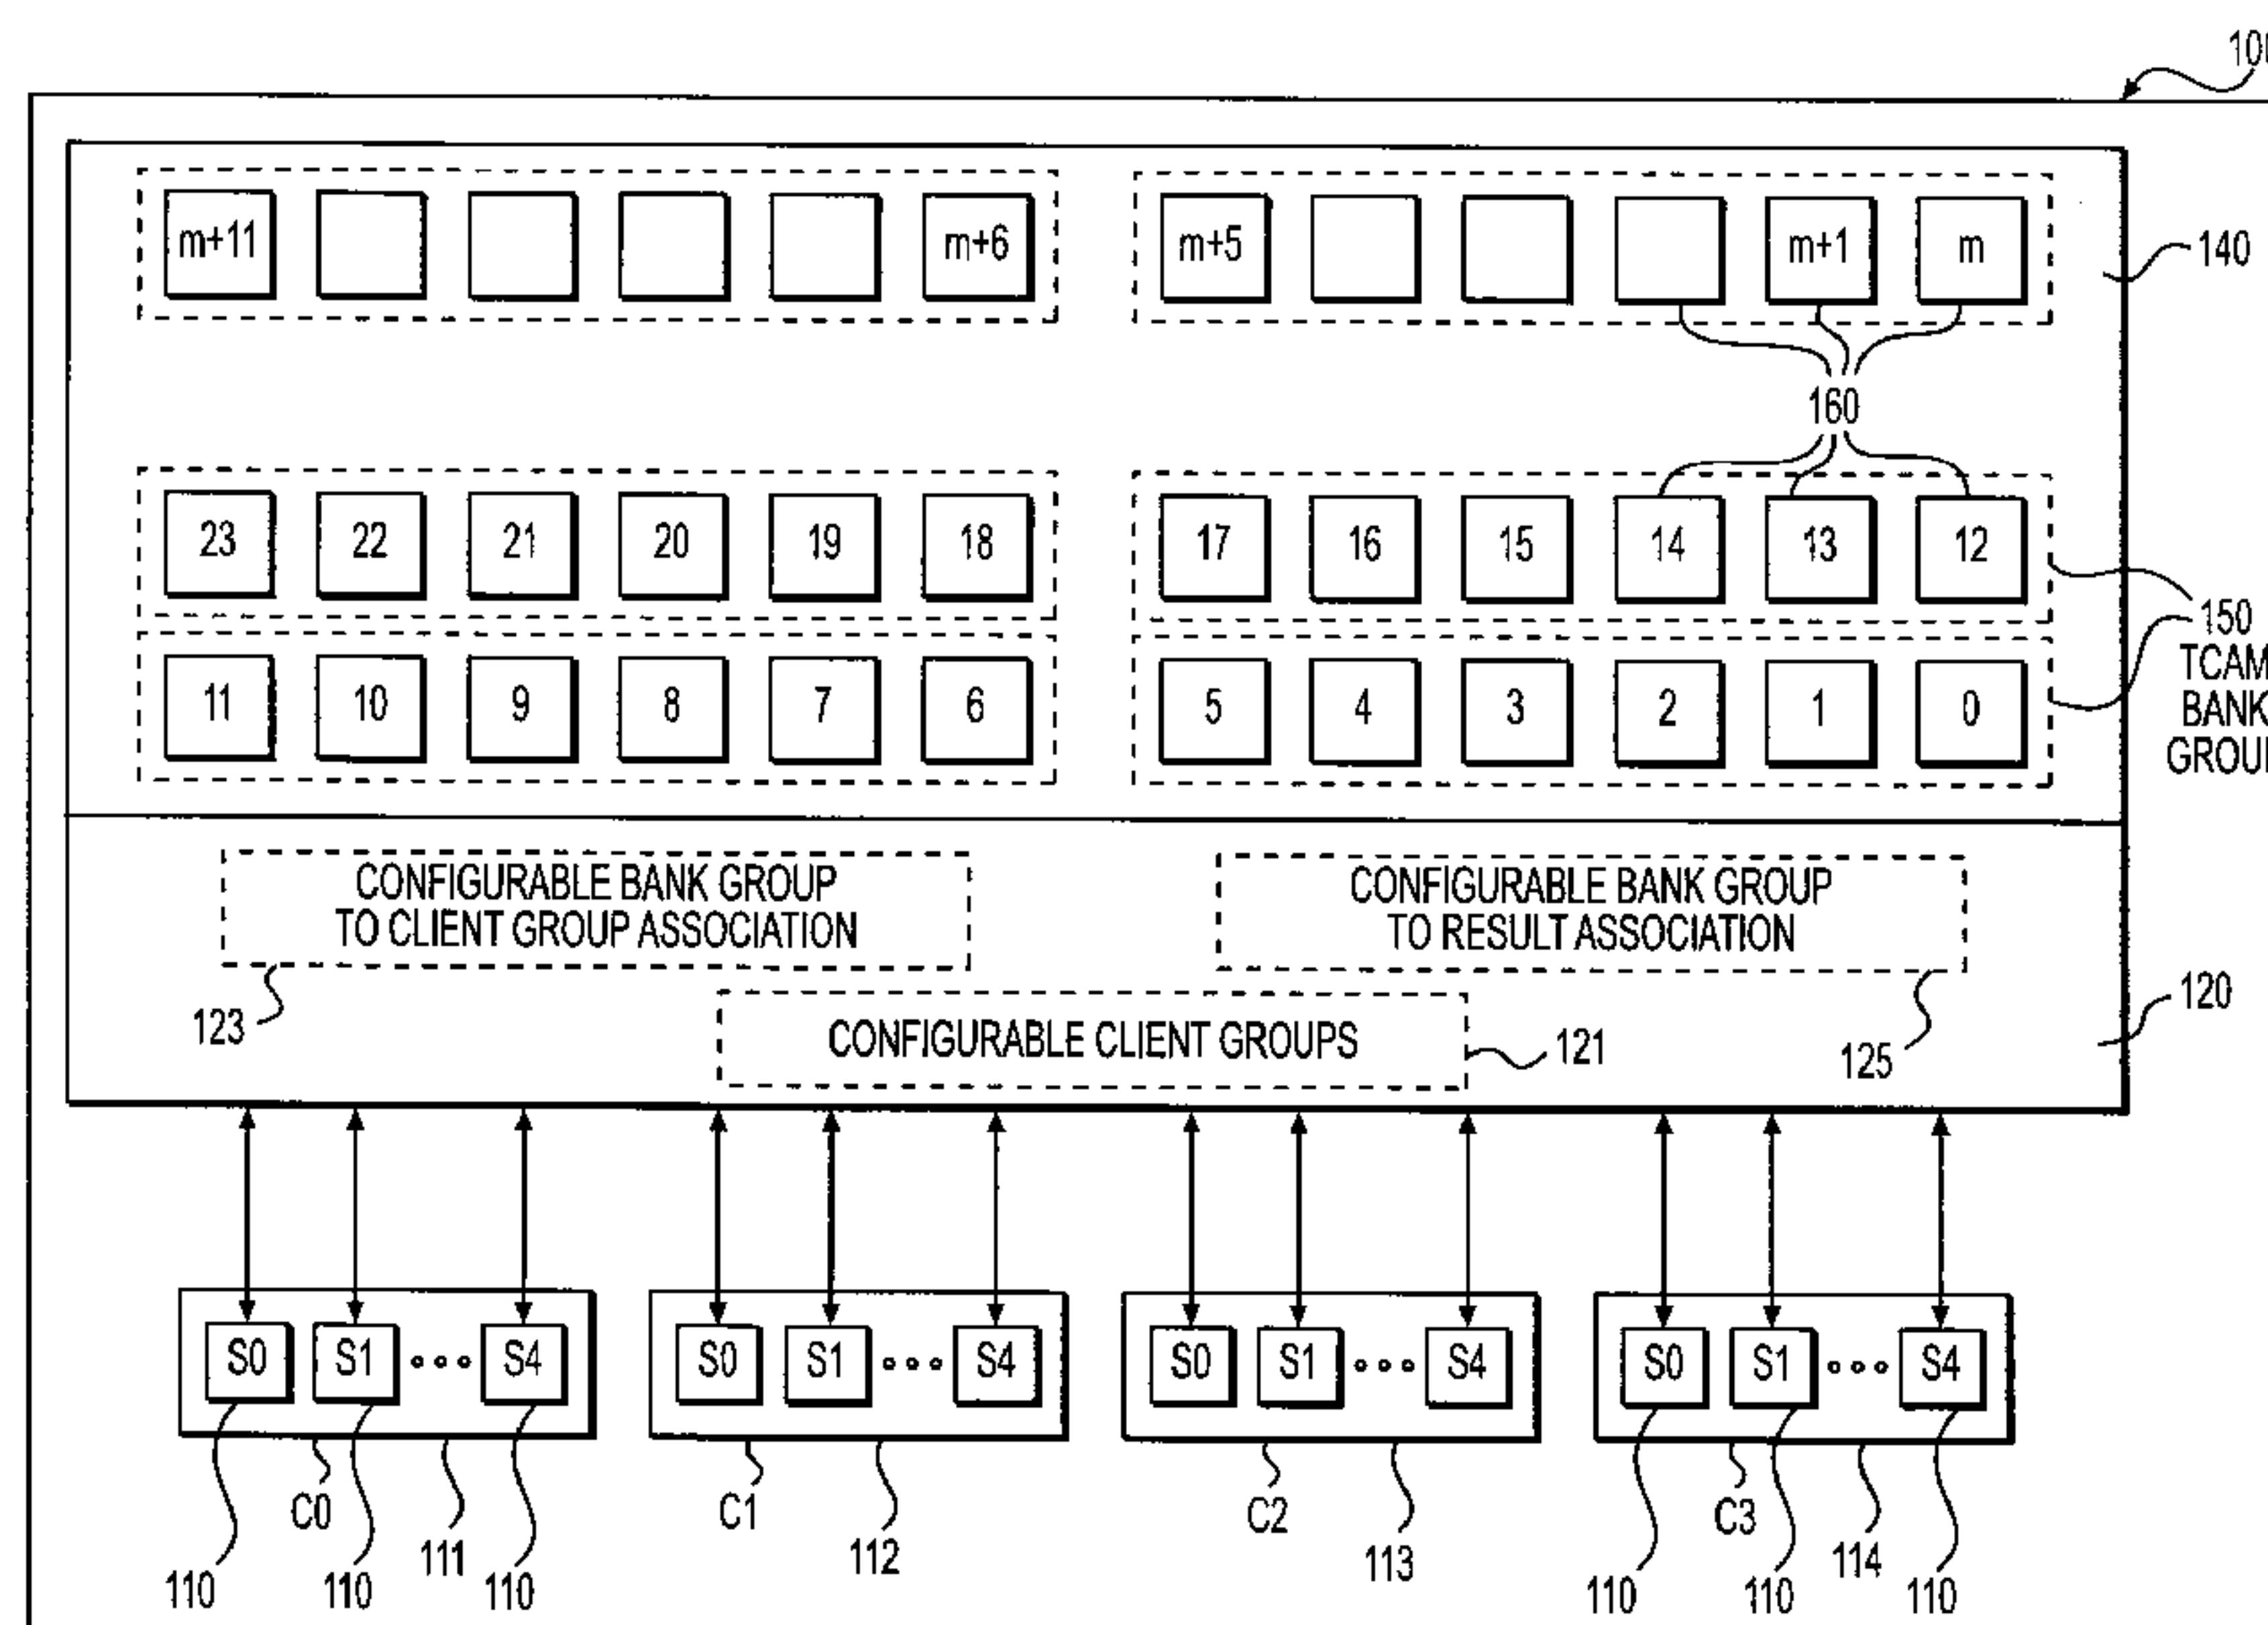 m+11 m+6 m+5 m+1 m
140
160
23 22 21 20 19 18 17 16 15 14 13 12
150
11 10 9 8 7 6 5 4 3 2 1 0
CONFIGURABLE BANK GROUP
TO CLIENT GROUP ASSOCIATION
CONFIGURABLE BANK GROUP
TO RESULT ASSOCIATION
123
CONFIGURABLE CLIENT GROUPS
121
125
120
S0 S1 S4 S0 S1 S4 S0 S1 S4 S0 S1 S4
C0 C1 C2 C3
110 110 111 110 112 113 110 110 114 110